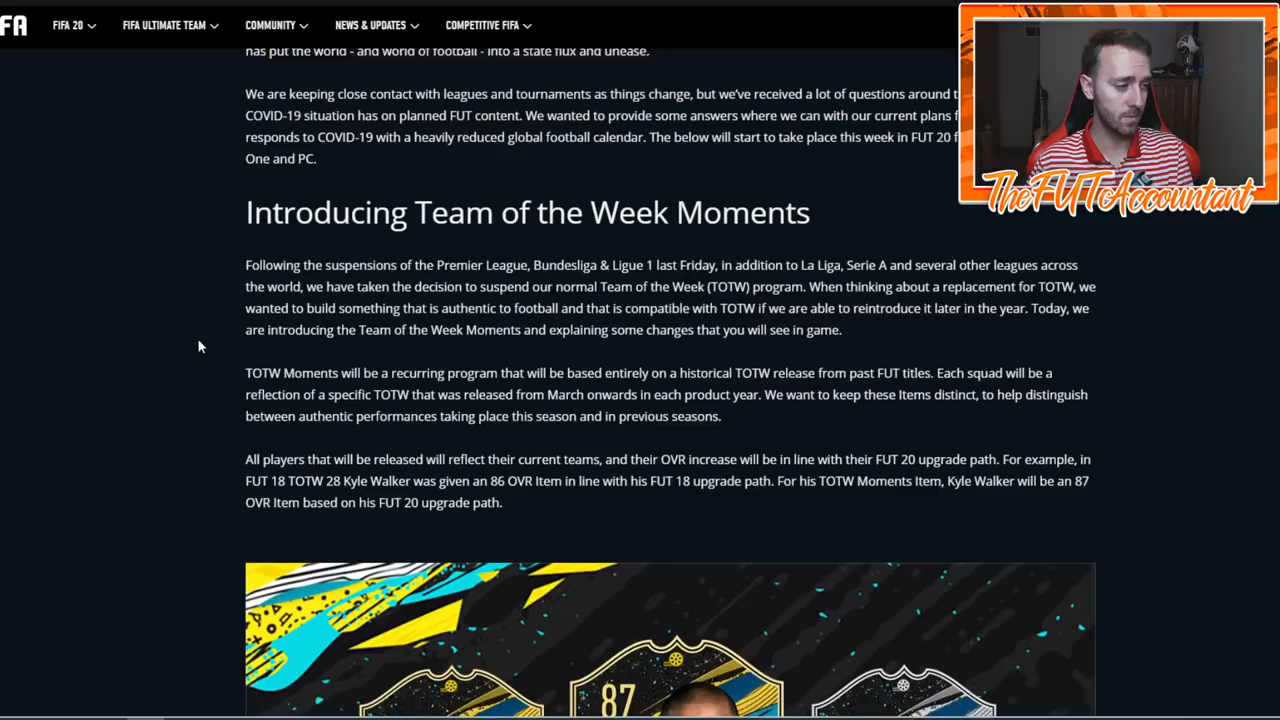 FA FIFA 20 FIFA ULTIMATE TEAM COMMUNITY NEWS & UPDATES COMPETITIVE FIFA
has put the world - and world of football - into a state flux and unease.
We are keeping close contact with leagues and tournaments as things change, but we've received a lot of questions around
COVID-19 situation has on planned FUT content. We wanted to provide some answers where we can with our current plans
responds to COVID-19 with a heavily reduced global football calendar. The below will start to take place this week in FUT 20
One and PC.
TheFUTAccountant
Introducing Team of the Week Moments
Following the suspensions of the Premier League, Bundesliga & Ligue 1 last Friday, in addition to La Liga, Serie A and several other leagues across
the world, we have taken the decision to suspend our normal Team of the Week (TOTW) program. When thinking about a replacement for TOTW, we
wanted to build something that is authentic to football and that is compatible with TOTW if we are able to reintroduce it later in the year. Today, we
are introducing the Team of the Week Moments and explaining some changes that you will see in game.
TOTW Moments will be a recurring program that will be based entirely on a historical TOTW release from past FUT titles. Each squad will be a
reflection of a specific TOTW that was released from March onwards in each product year. We want to keep these Items distinct, to help distinguish
between authentic performances taking place this season and in previous seasons.
All players that will be released will reflect their current teams, and their OVR increase will be in line with their FUT 20 upgrade path. For example, in
FUT 18 TOTW 28 Kyle Walker was given an 86 OVR Item in line with his FUT 18 upgrade path. For his TOTW Moments Item, Kyle Walker will be an 87
OVR Item based on his FUT 20 upgrade path.
87